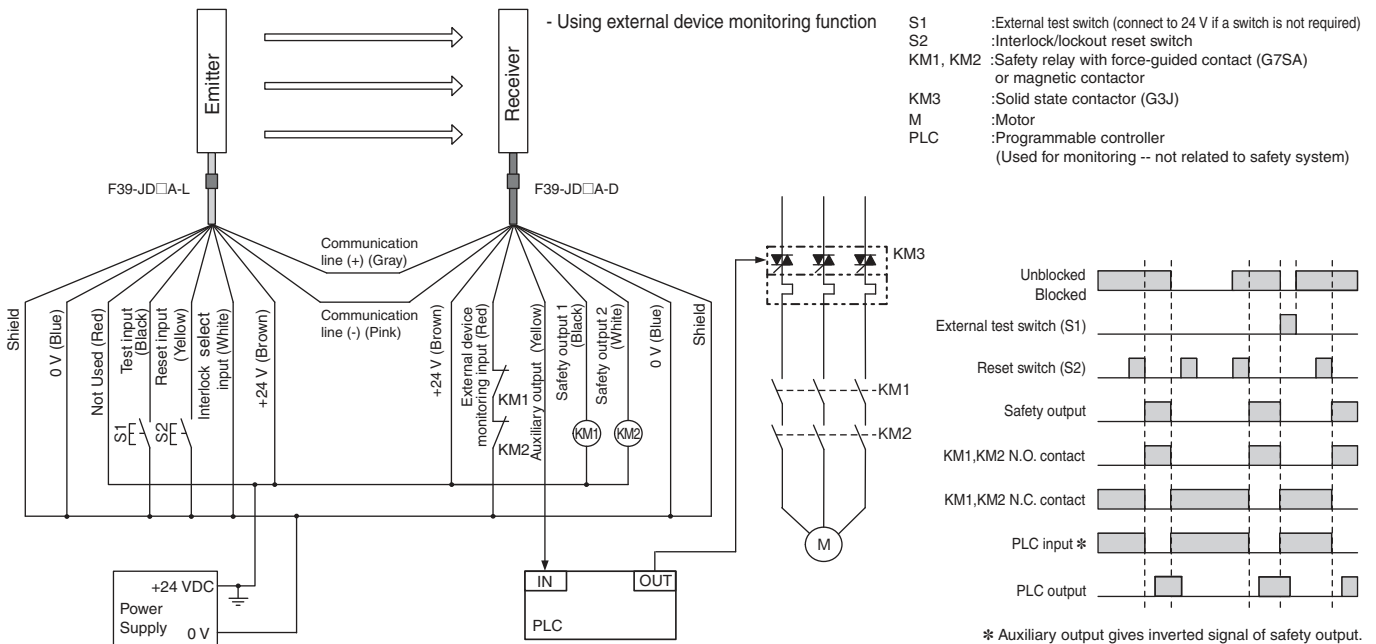 - Using external device monitoring function
S1 :External test switch (connect to 24 V if a switch is not required)
S2 :Interlock/lockout reset switch
KM1, KM2 :Safety relay with force-guided contact (G7SA)
or magnetic contactor
KM3 :Solid state contactor (G3J)
M :Motor
PLC :Programmable controller
(Used for monitoring -- not related to safety system)
Emitter
Receiver
F39-JD□A-L
F39-JD□A-D
Communication
line (+) (Gray)
Communication
line (-) (Pink)
Shield
0 V (Blue)
Not Used (Red)
Test input
(Black)
Reset input
(Yellow)
Interlock select
input (White)
+24 V (Brown)
+24 V (Brown)
External device
monitoring input (Red)
Auxiliary output (Yellow)
Safety output 1
(Black)
Safety output 2
(White)
0 V (Blue)
Shield
S1
S2
KM1
KM2
KM1
KM2
KM3
KM1
KM2
M
+24 VDC
Power
Supply
0 V
IN
OUT
PLC
Unblocked
Blocked
External test switch (S1)
Reset switch (S2)
Safety output
KM1,KM2 N.O. contact
KM1,KM2 N.C. contact
PLC input ✻
PLC output
✻ Auxiliary output gives inverted signal of safety output.